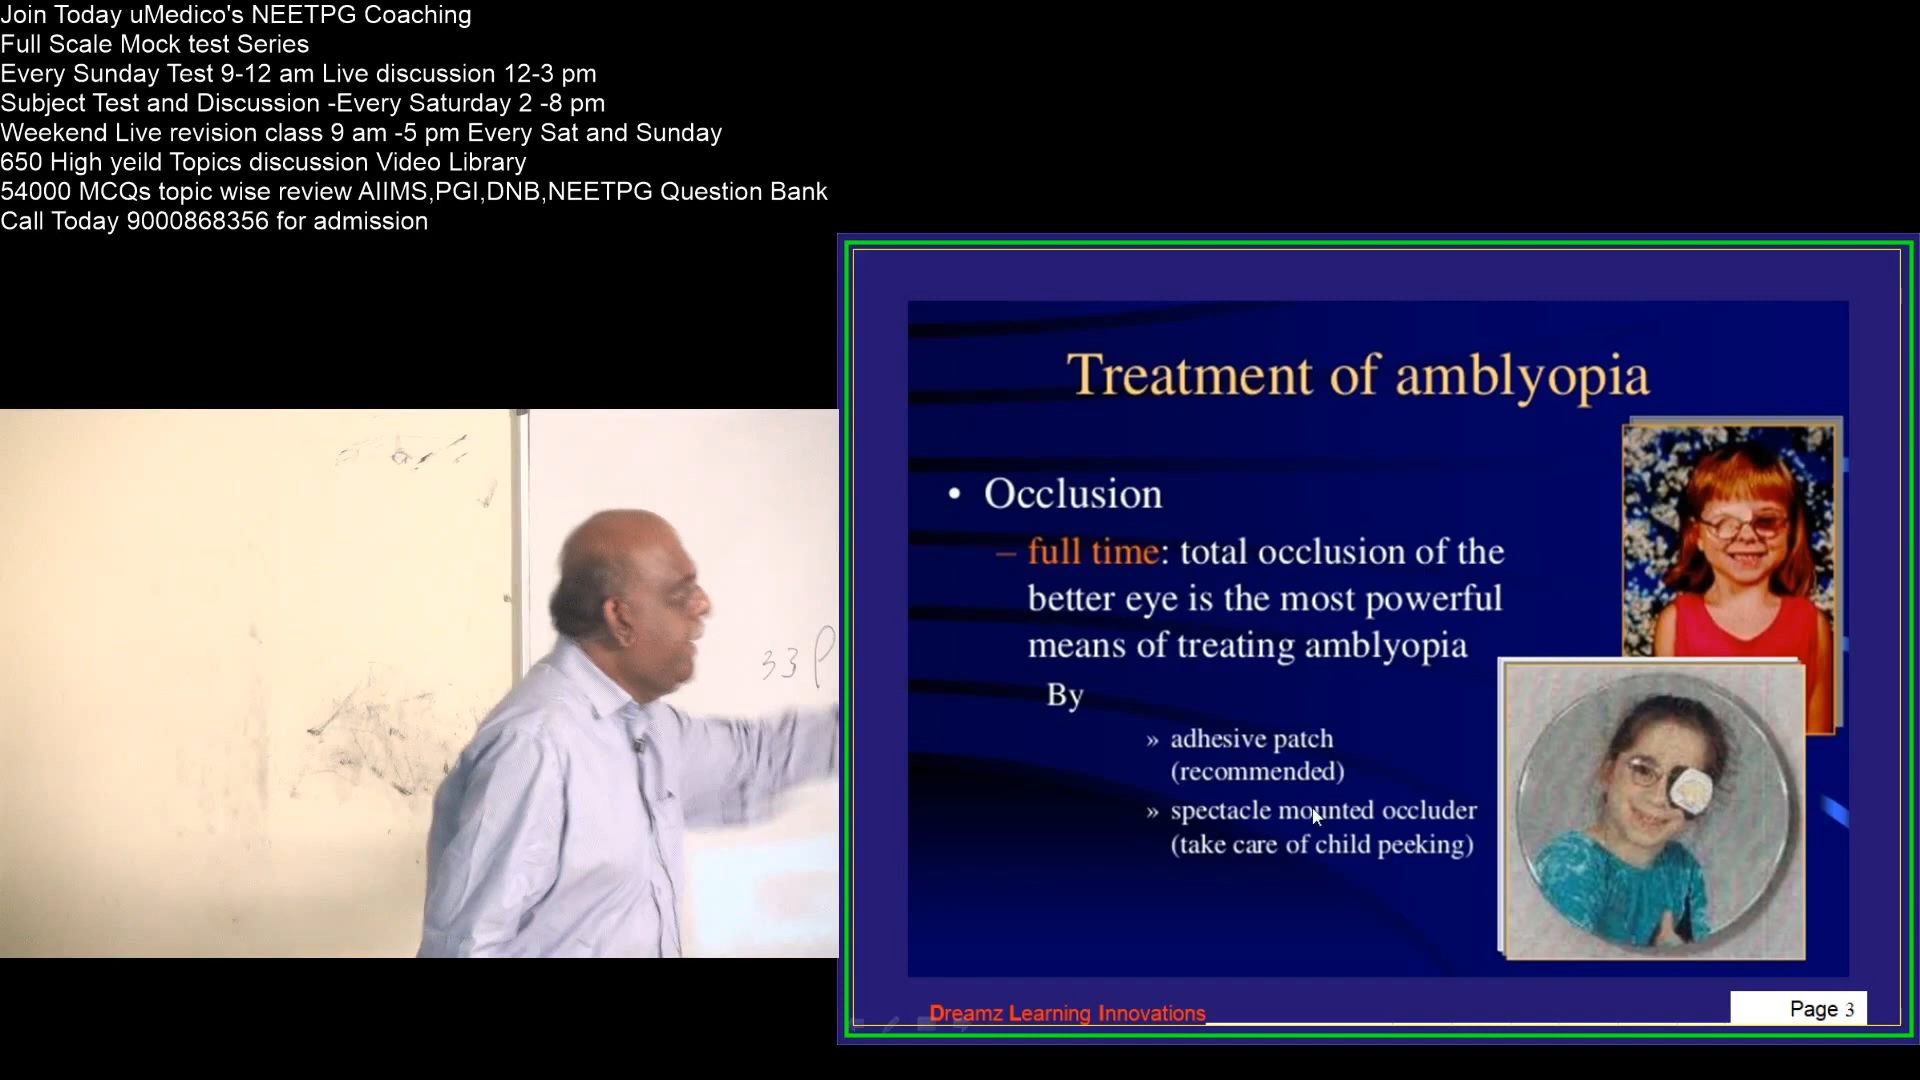 Join Today uMedico's NEETPG Coaching
Full Scale Mock test Series
Every Sunday Test 9-12 am Live discussion 12-3 pm
Subject Test and Discussion -Every Saturday 2 -8 pm
Weekend Live revision class 9 am -5 pm Every Sat and Sunday
650 High yeild Topics discussion Video Library
54000 MCQs topic wise review AIIMS,PGI,DNB,NEETPG Question Bank
Call Today 9000868356 for admission
Treatment of amblyopia
• Occlusion
– full time: total occlusion of the
better eye is the most powerful
means of treating amblyopia
By
» adhesive patch
(recommended)
» spectacle mounted occluder
(take care of child peeking)
33 P
Dreamz Learning Innovations
Page 3